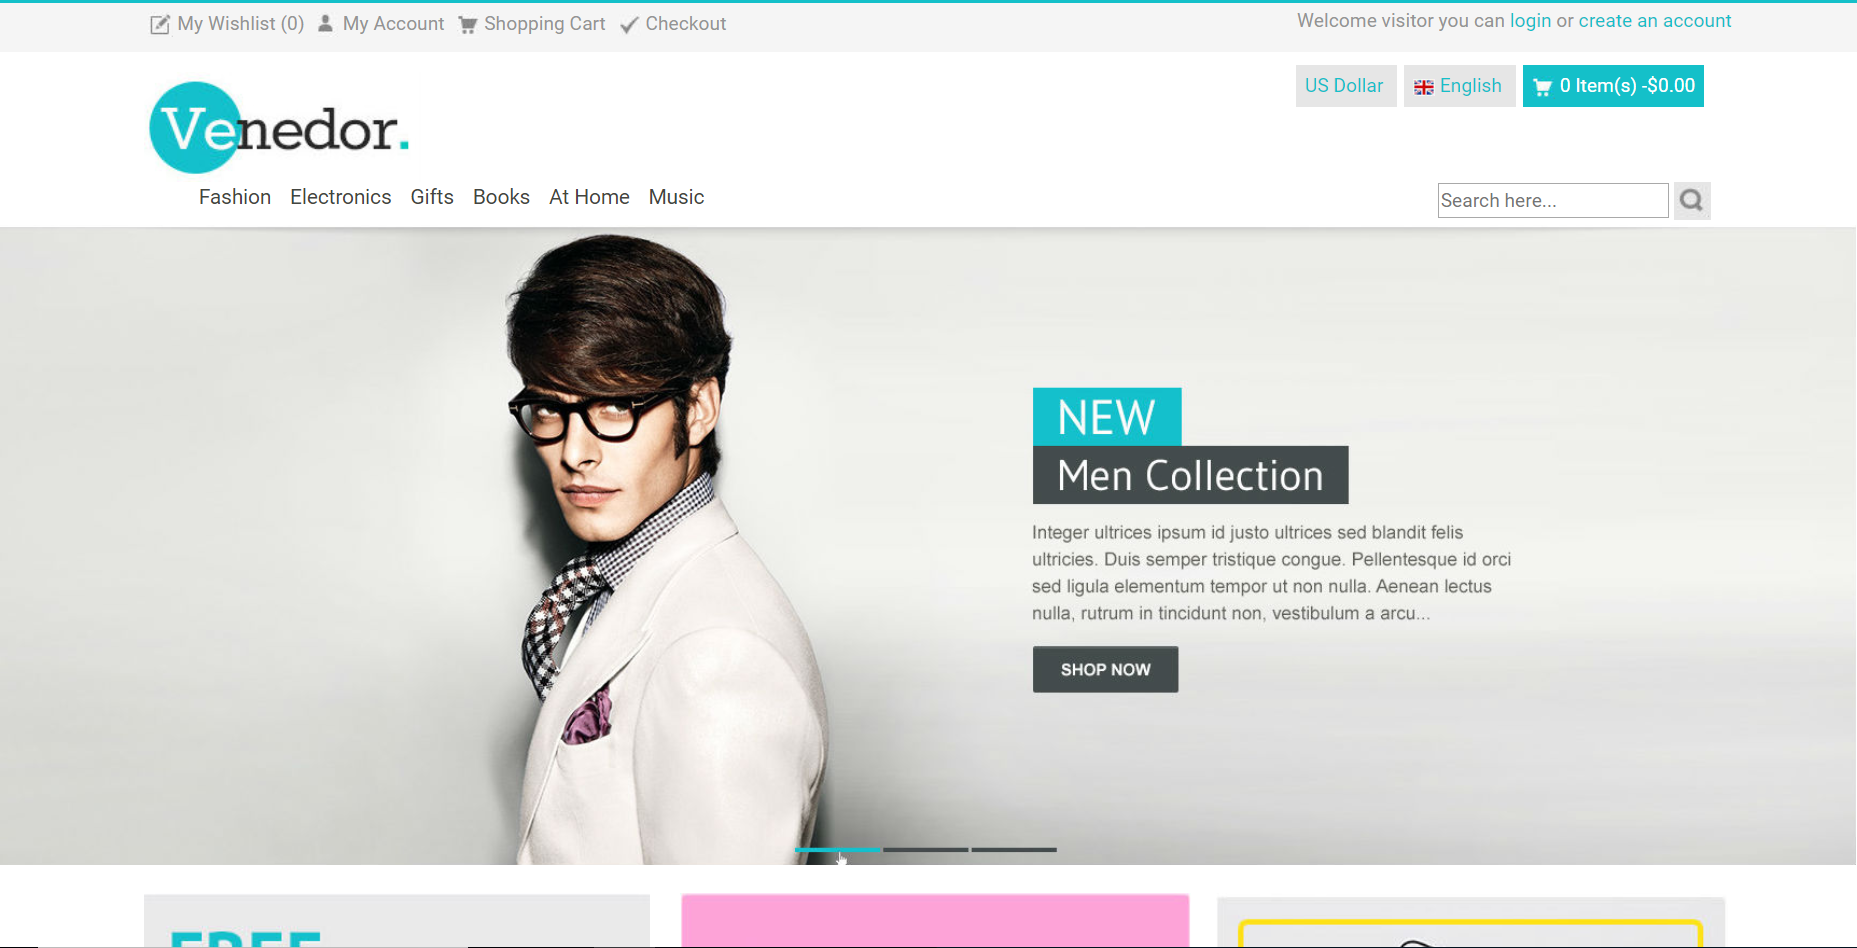 My Wishlist (0) My Account Shopping Cart Checkout
Welcome visitor you can login or create an account
US Dollar English 0 Item(s) -$0.00
Venedor.
Fashion Electronics Gifts Books At Home Music
Search here...
NEW
Men Collection
Integer ultrices ipsum id justo ultrices sed blandit felis
ultricies. Duis semper tristique congue. Pellentesque id orci
sed ligula elementum tempor ut non nulla. Aenean lectus
nulla, rutrum in tincidunt non, vestibulum a arcu...
SHOP NOW
FREE